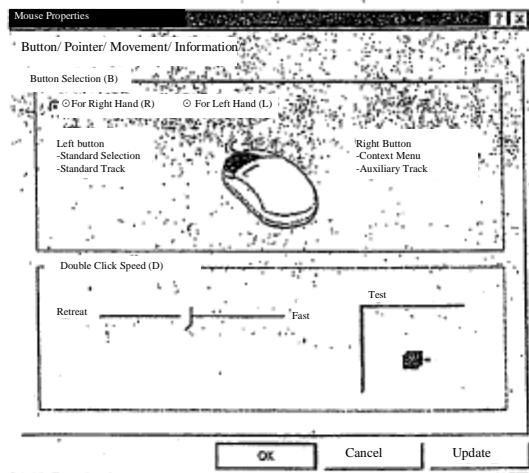 Mouse Properties
? X
Button/ Pointer/ Movement/ Information/
Button Selection (B)
For Right Hand (R) For Left Hand (L)
Left button Right Button
-Standard Selection -Context Menu
-Standard Track -Auxiliary Track
Double Click Speed (D)
Test
Retreat Fast
OK Cancel Update